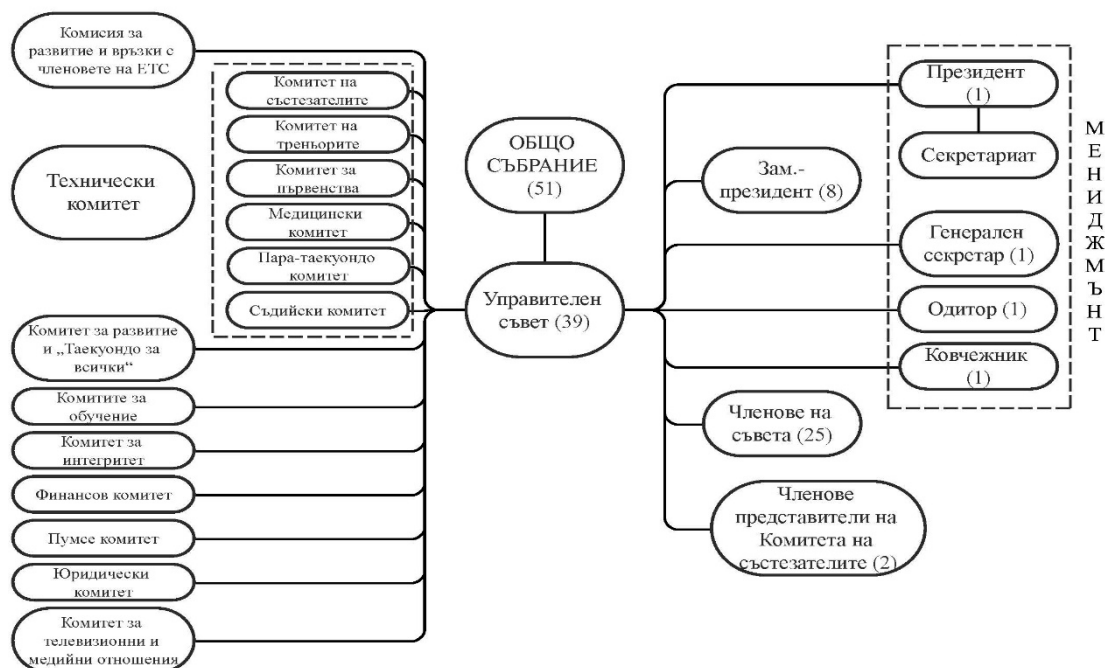 Комисия за
развитие и връзки с
членовете на ЕТС
Технически
комитет
Комитет на
състезателите
Комитет на
треньорите
Комитет за
първенства
Медицински
комитет
Пара-таекуондо
комитет
Съдийски комитет
Комитет за развитие
и „Таекуондо за
всички“
Комитите за
обучение
Комитет за
интегритет
Финансов комитет
Пумсе комитет
Юридически
комитет
Комитет за
телевизионни и
медийни отношения
ОБЩО
СЪБРАНИЕ
(51)
Управителен
съвет (39)
Зам.-
президент (8)
Членове на
съвета (25)
Членове
представители на
Комитета на
състезателите (2)
Президент
(1)
Секретариат
Генерален
секретар (1)
Одитор (1)
Ковчежник
(1)
МЕНИДЖМЪНТ